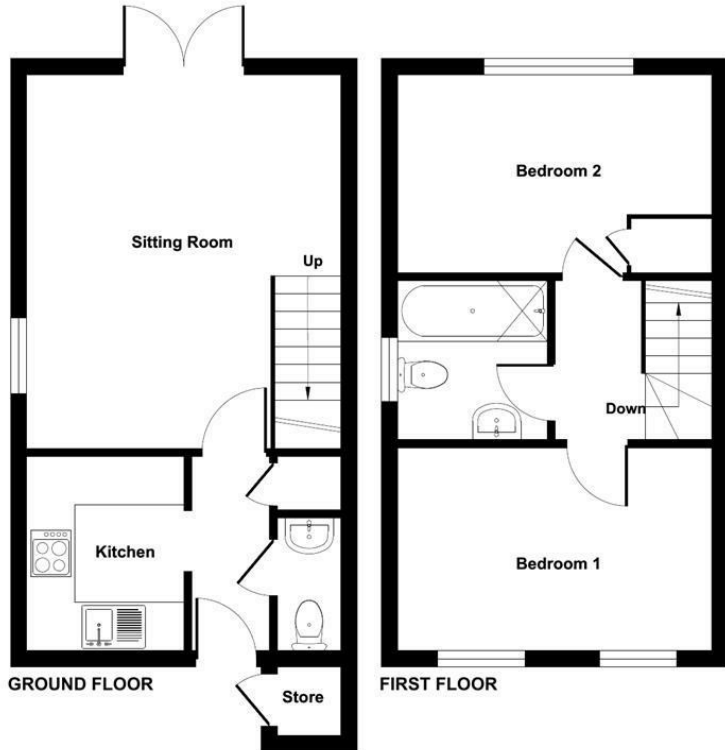 Sitting Room
Up
Kitchen
Store
GROUND FLOOR
Bedroom 2
Down
Bedroom 1
FIRST FLOOR